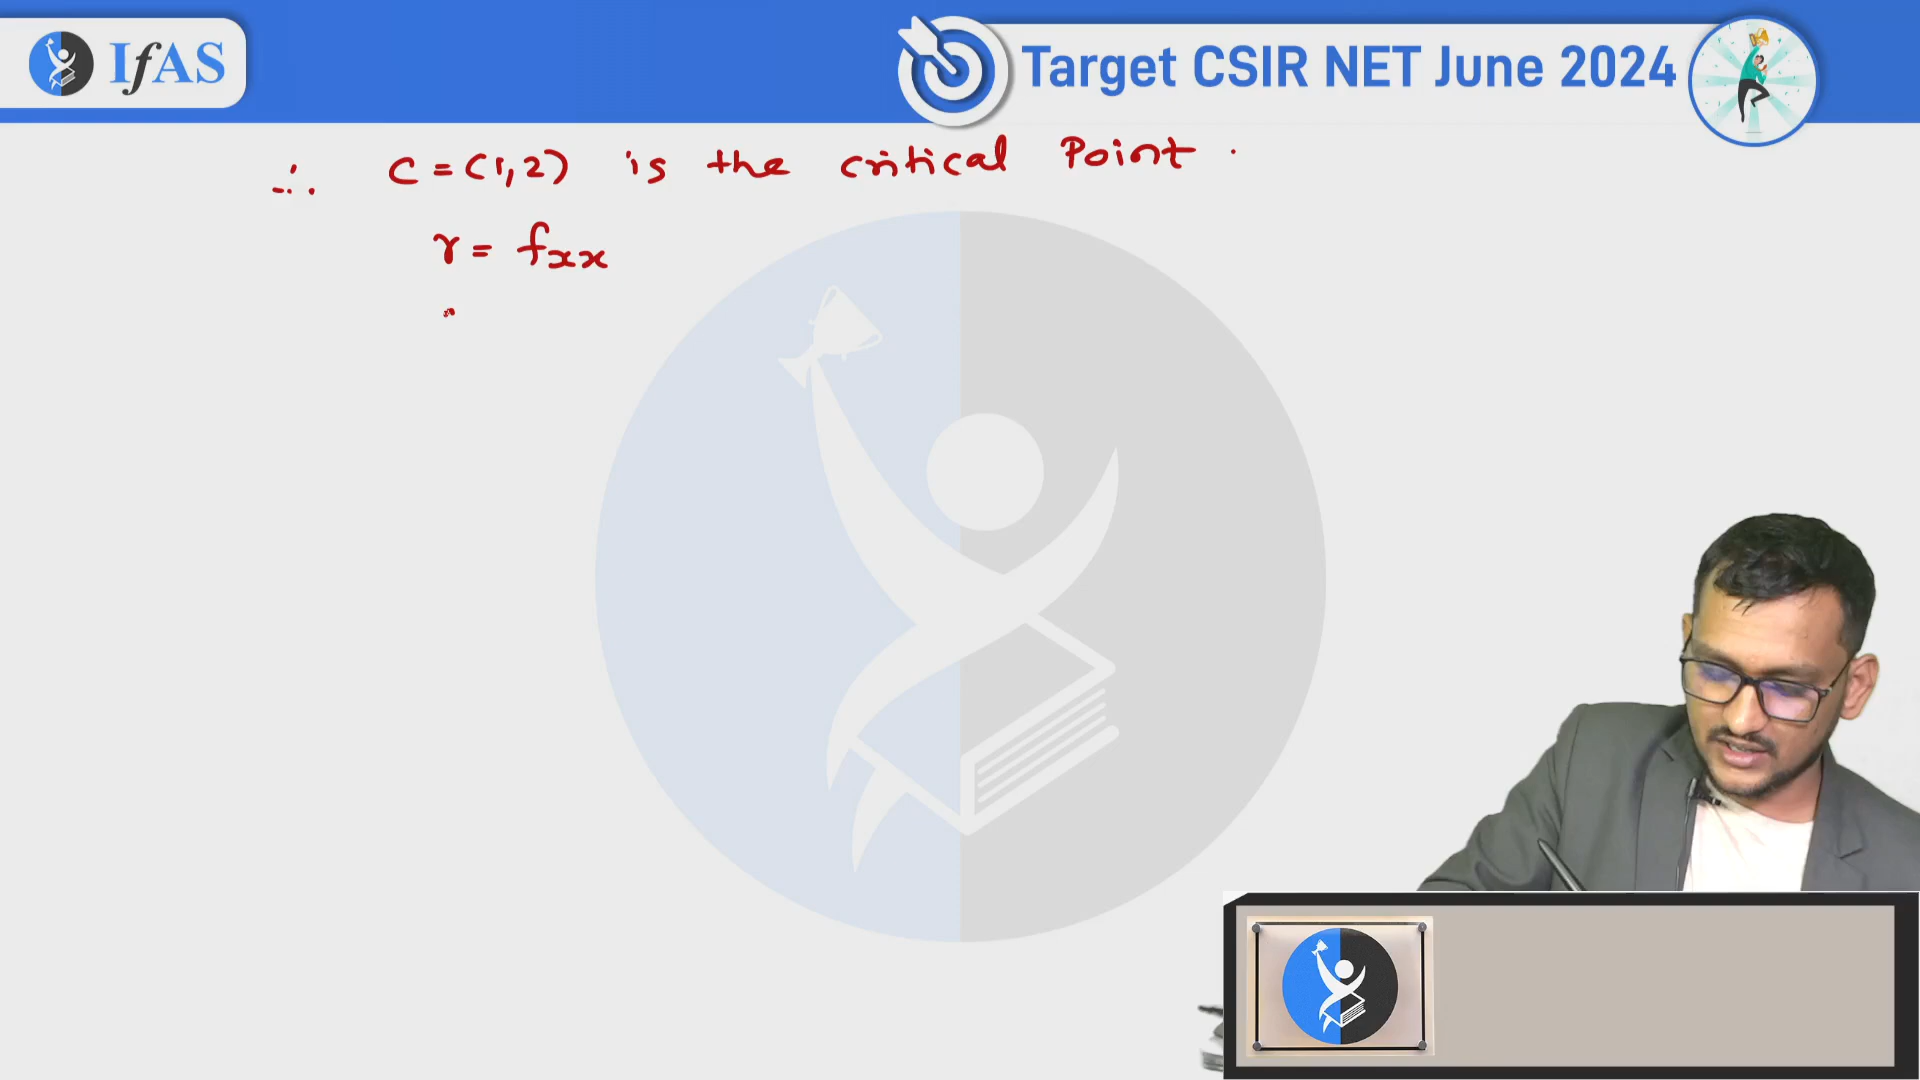 IfAS
Target CSIR NET June 2024
∴ C = (1,2) is the critical Point .
r = fxx